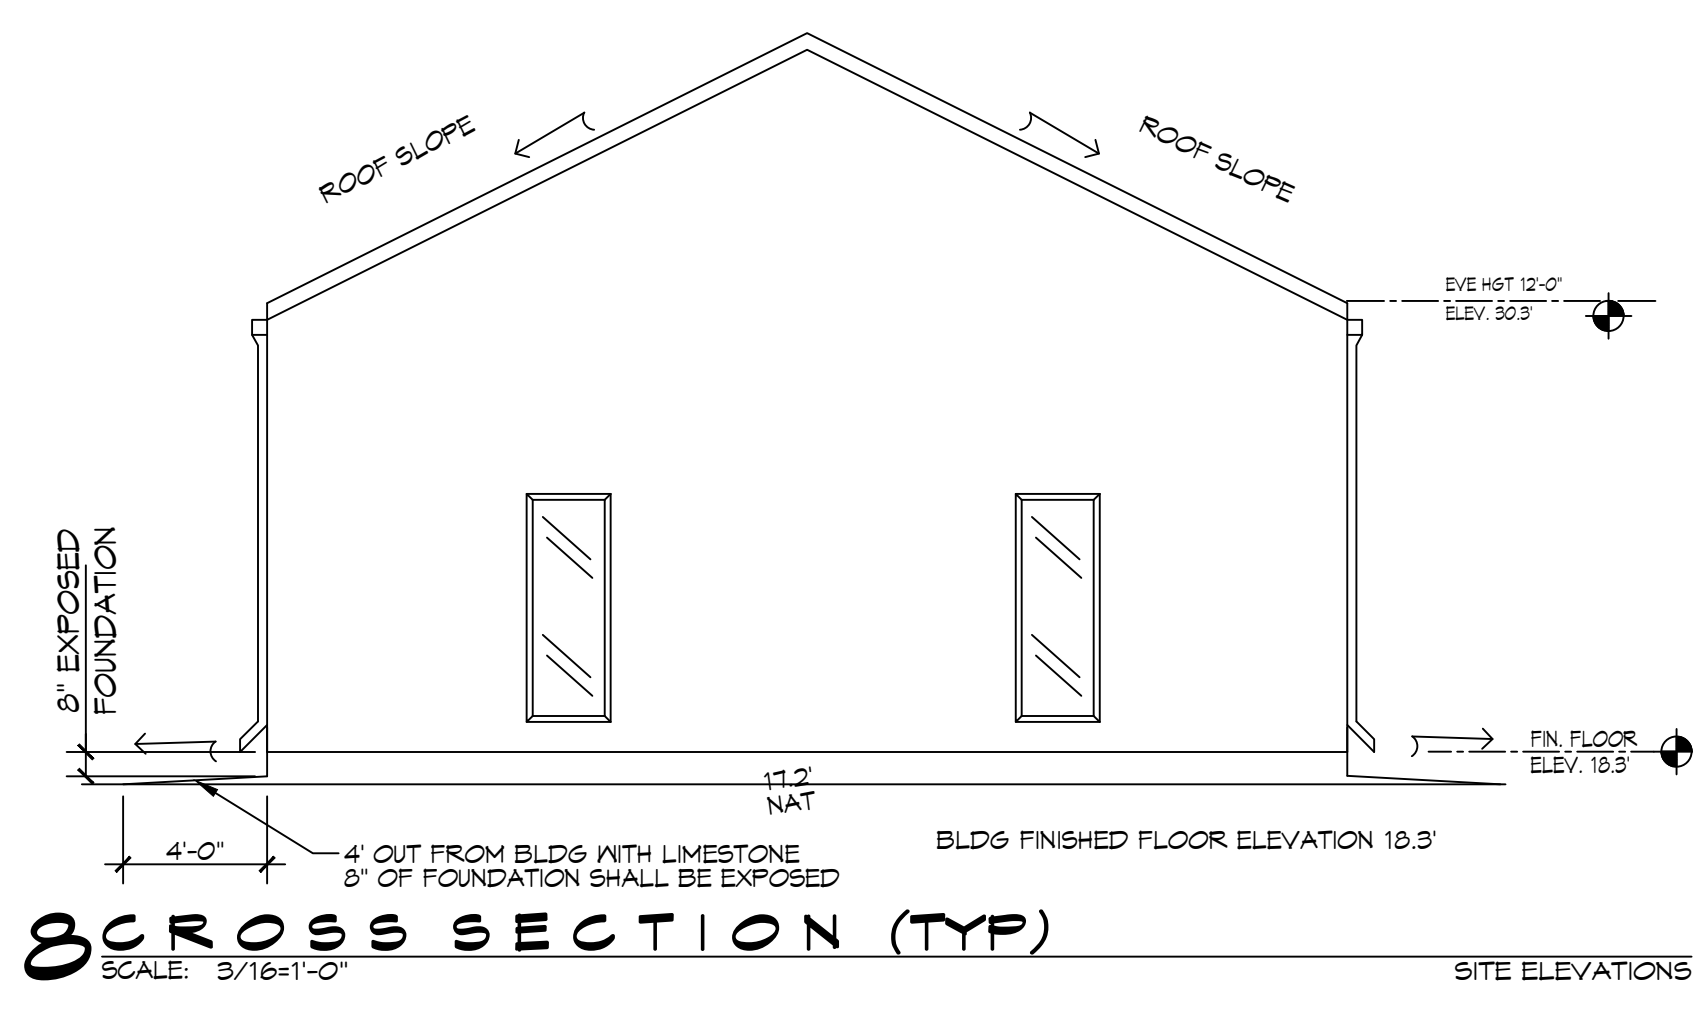 ROOF SLOPE
ROOF SLOPE
EVE HGT 12'-0"
ELEV. 30.3'
8" EXPOSED
FOUNDATION
FIN. FLOOR
ELEV. 18.3'
17.2'
NAT
BLDG FINISHED FLOOR ELEVATION 18.3'
4'-0"
4' OUT FROM BLDG WITH LIMESTONE
8" OF FOUNDATION SHALL BE EXPOSED
8 CROSS SECTION (TYP)
SCALE: 3/16=1'-0"
SITE ELEVATIONS